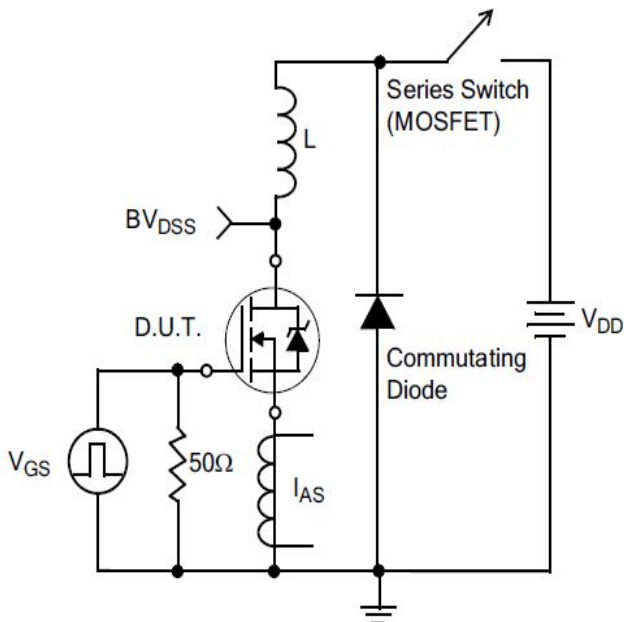 Series Switch
(MOSFET)
L
BVDSS
D.U.T.
VDD
Commutating
Diode
VGS
50Ω
IAS